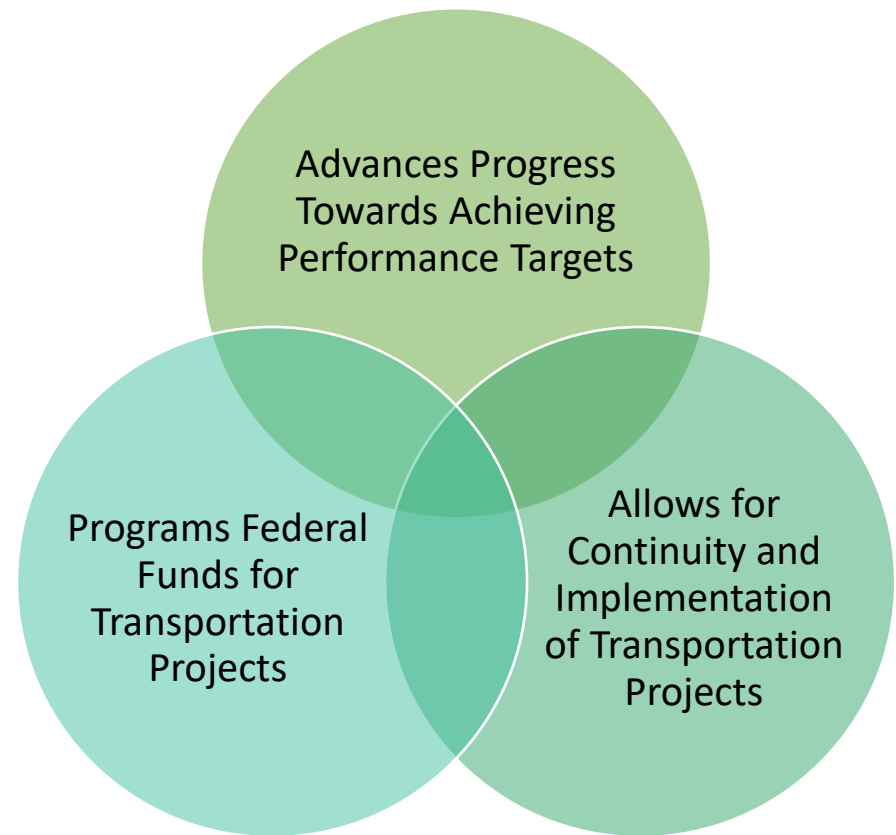 Advances Progress
Towards Achieving
Performance Targets
Programs Federal
Funds for
Transportation
Projects
Allows for
Continuity and
Implementation
of Transportation
Projects